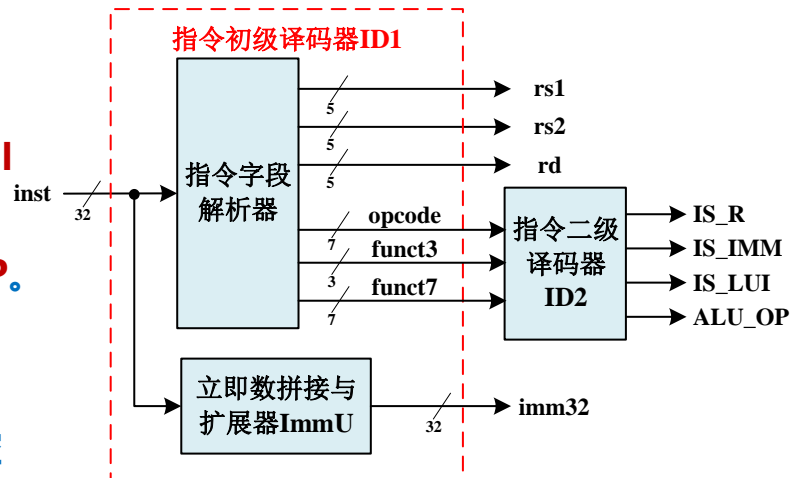 指令初级译码器ID1
rs1
5
rs2
5
rd
5
指令字段
解析器
inst
32
opcode
7
funct3
3
funct7
7
指令二级
译码器
ID2
IS_R
IS_IMM
IS_LUI
ALU_OP
立即数拼接与
扩展器ImmU
imm32
32